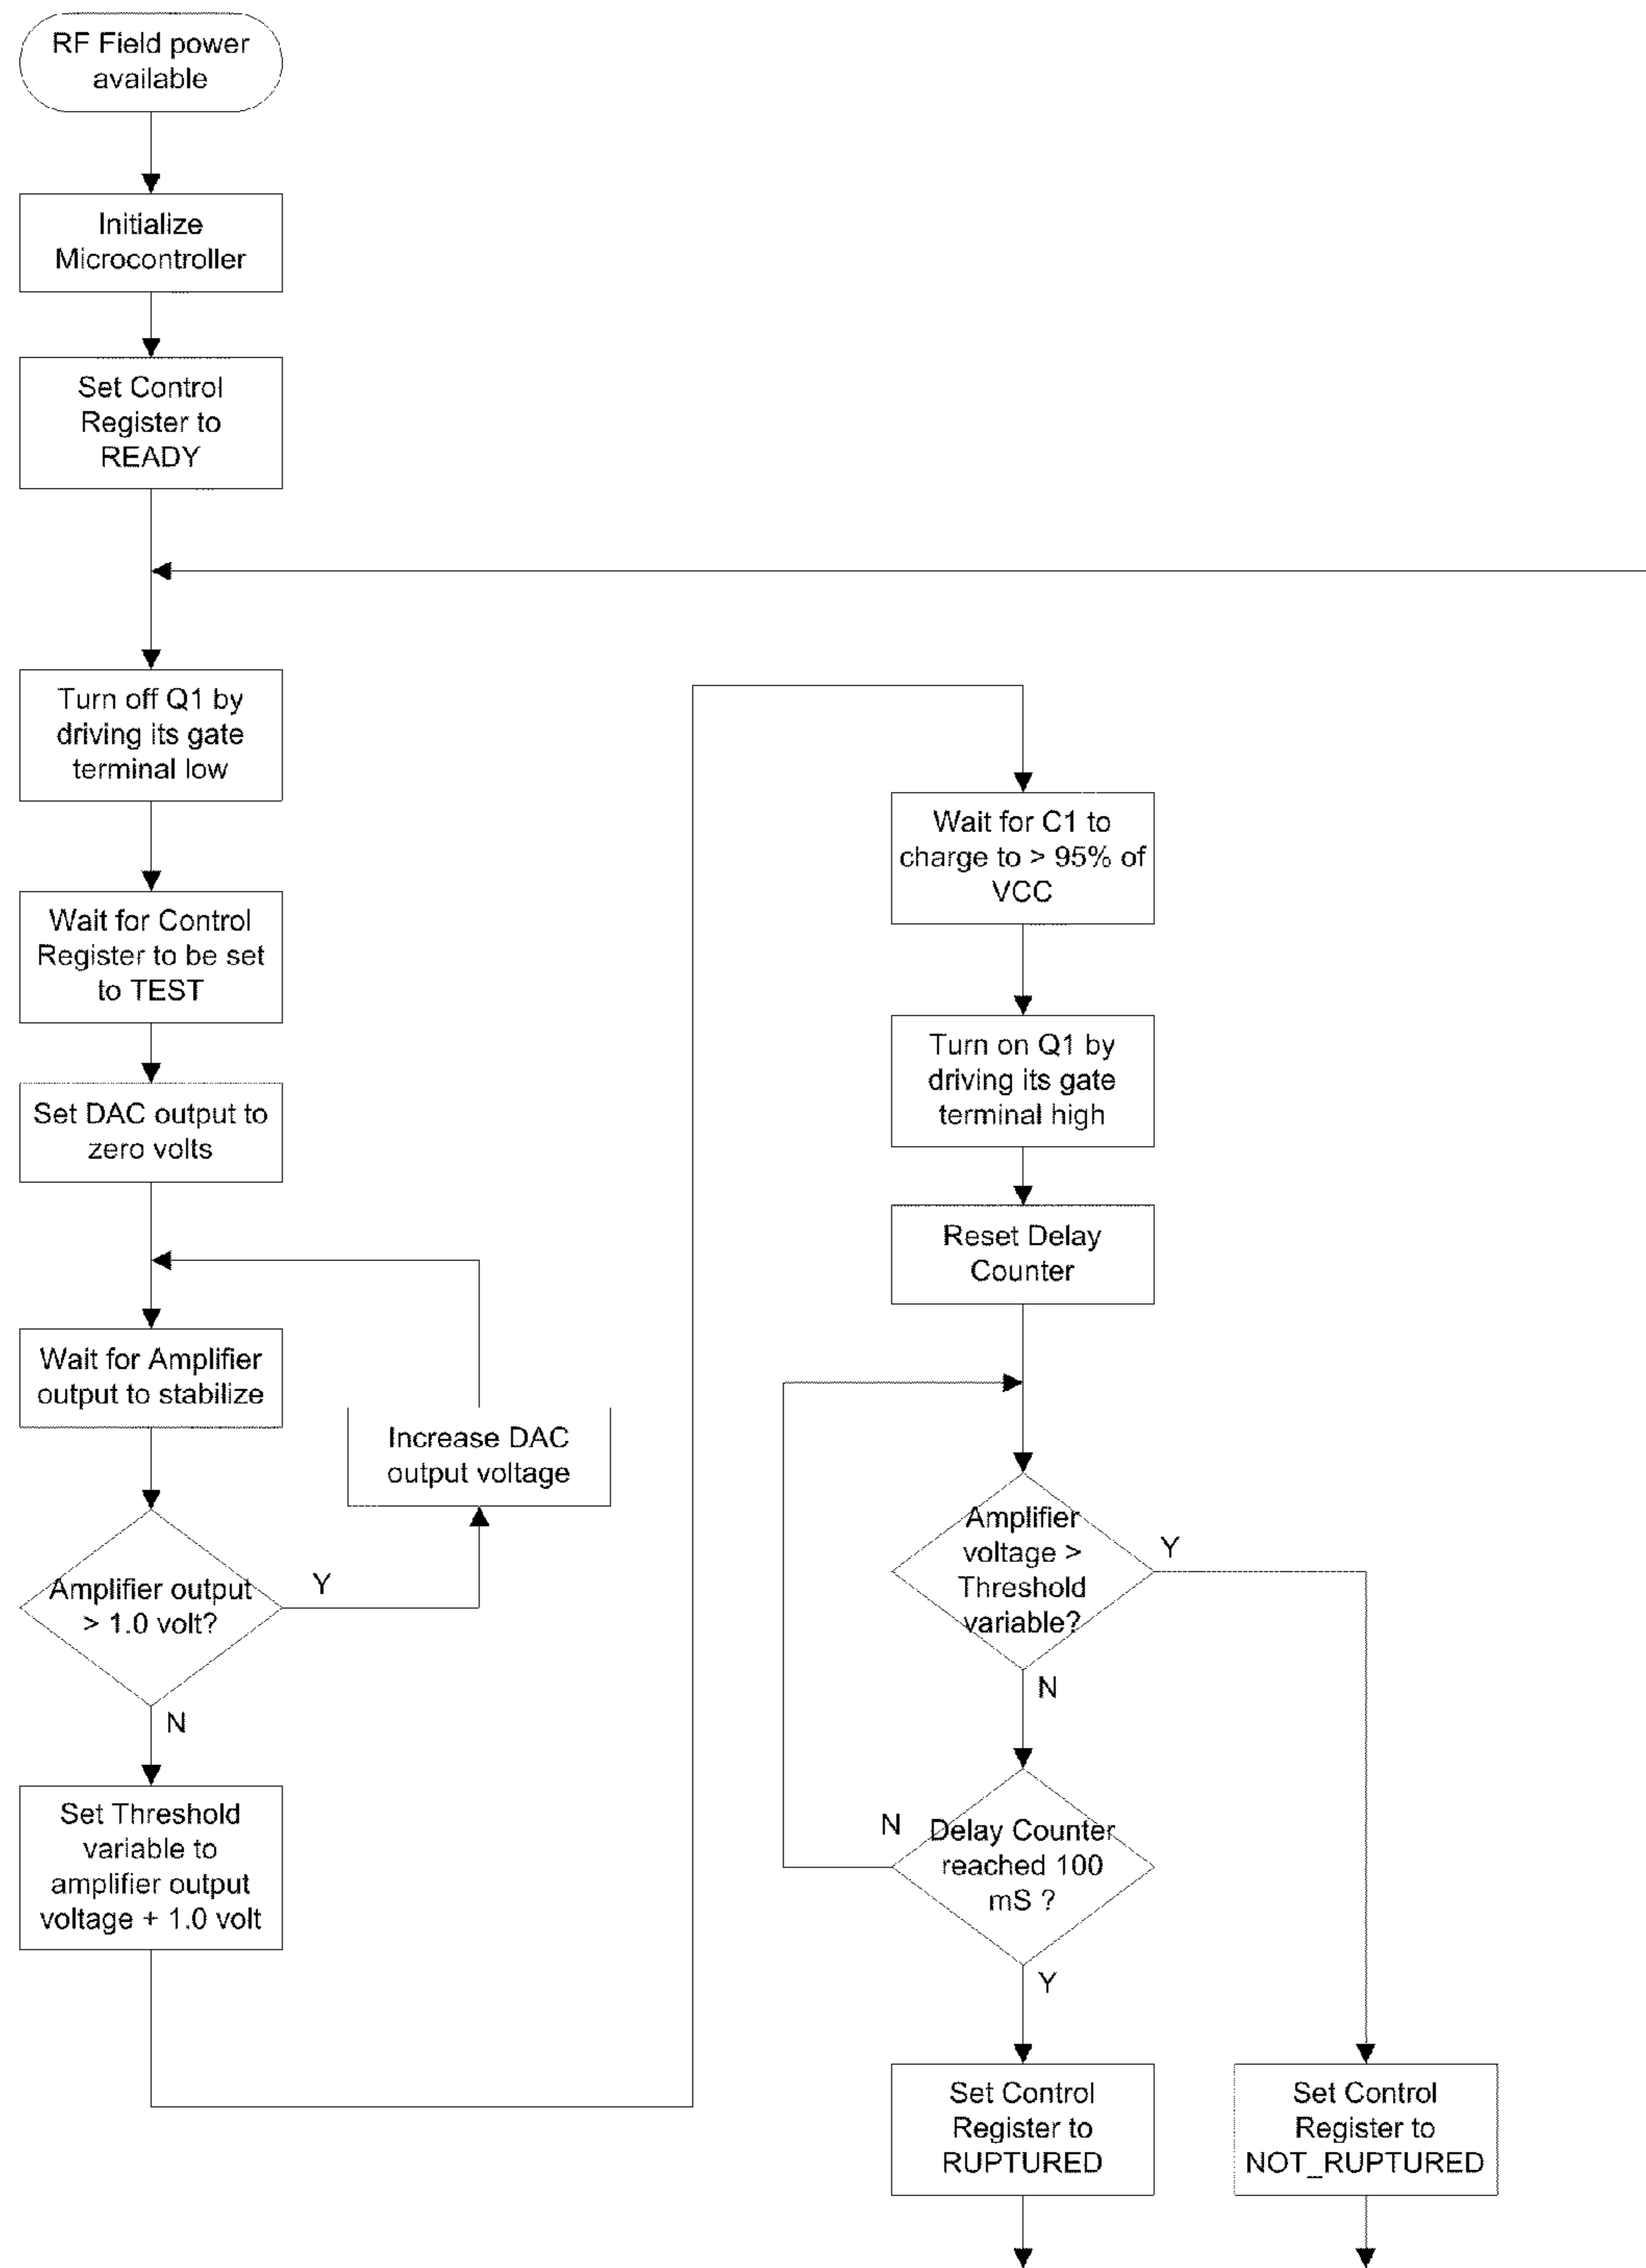 RF Field power
available
Initialize
Microcontroller
Set Control
Register to
READY
Turn off Q1 by
driving its gate
terminal low
Wait for Control
Register to be set
to TEST
Set DAC output to
zero volts
Wait for Amplifier
output to stabilize
Increase DAC
output voltage
Amplifier output
> 1.0 volt?
Y
N
Set Threshold
variable to
amplifier output
voltage + 1.0 volt
Wait for C1 to
charge to > 95% of
VCC
Turn on Q1 by
driving its gate
terminal high
Reset Delay
Counter
Amplifier
voltage >
Threshold
variable?
Y
N
Delay Counter
reached 100
mS ?
N
Y
Set Control
Register to
RUPTURED
Set Control
Register to
NOT_RUPTURED